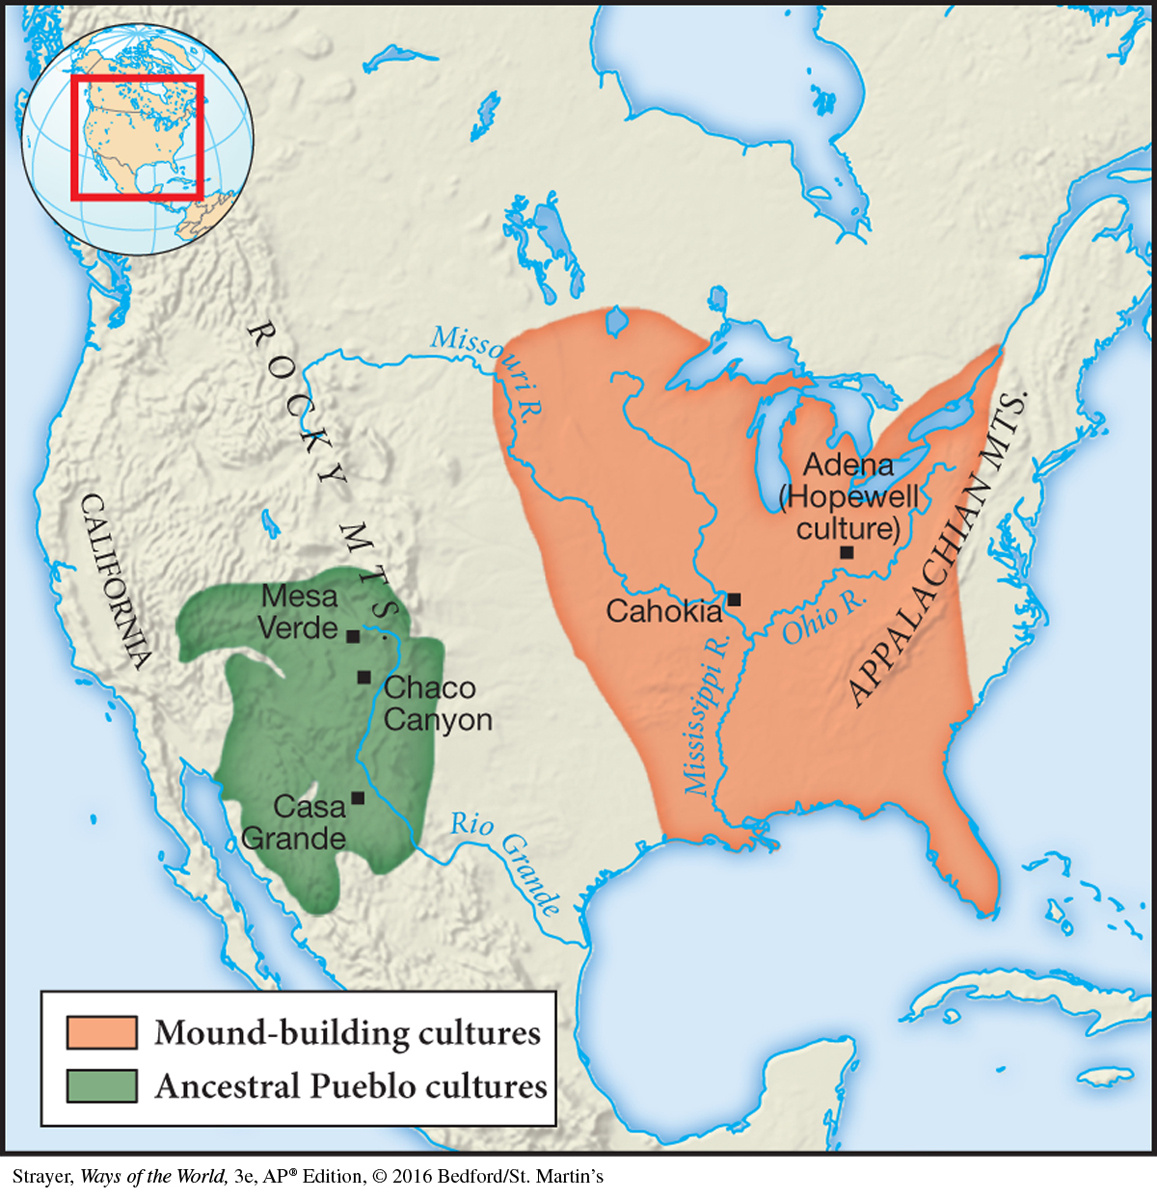 Missouri R.
ROCKY MTS.
CALIFORNIA
Adena
(Hopewell
culture)
APPALACHIAN MTS.
Mesa
Verde
Cahokia
Ohio R.
Mississippi R.
Chaco
Canyon
Casa
Grande
Rio Grande
Mound-building cultures
Ancestral Pueblo cultures
Strayer, Ways of the World, 3e, AP® Edition, © 2016 Bedford/St. Martin's